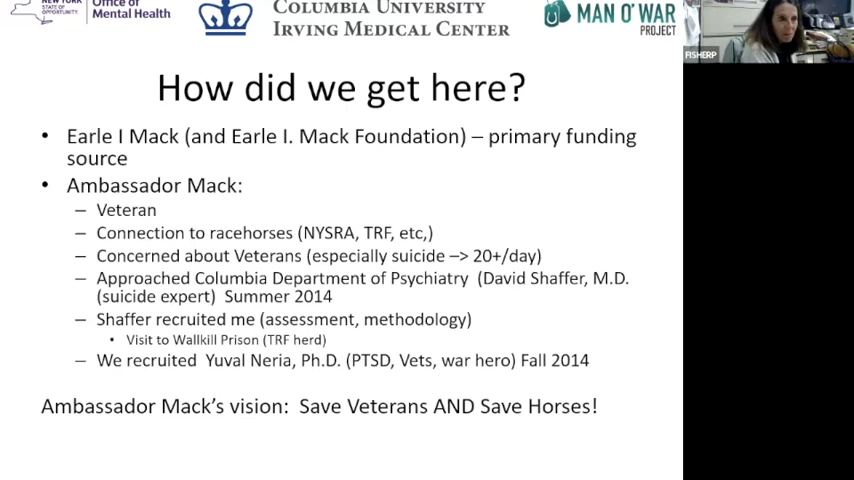 NEW YORK
STATE OF
OPPORTUNITY.
Office of
Mental Health
COLUMBIA UNIVERSITY
IRVING MEDICAL CENTER
MAN O' WAR
PROJECT
FISHERP
How did we get here?
• Earle I Mack (and Earle I. Mack Foundation) – primary funding
source
• Ambassador Mack:
– Veteran
– Connection to racehorses (NYSRA, TRF, etc,)
– Concerned about Veterans (especially suicide –> 20+/day)
– Approached Columbia Department of Psychiatry (David Shaffer, M.D.
(suicide expert) Summer 2014
– Shaffer recruited me (assessment, methodology)
• Visit to Wallkill Prison (TRF herd)
– We recruited Yuval Neria, Ph.D. (PTSD, Vets, war hero) Fall 2014
Ambassador Mack's vision: Save Veterans AND Save Horses!